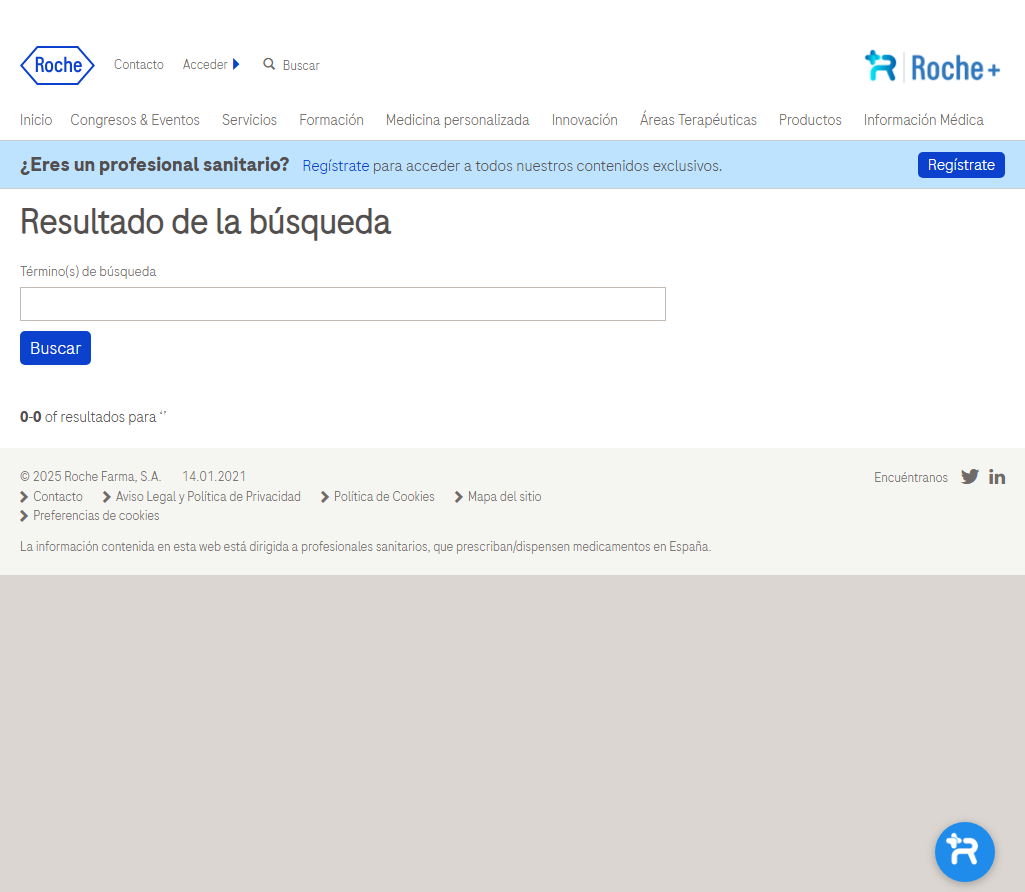 Roche Contacto Acceder Buscar Roche+
Inicio Congresos & Eventos Servicios Formación Medicina personalizada Innovación Áreas Terapéuticas Productos Información Médica
¿Eres un profesional sanitario? Regístrate para acceder a todos nuestros contenidos exclusivos. Regístrate
Resultado de la búsqueda
Término(s) de búsqueda
Buscar
0-0 of resultados para ‘’
© 2025 Roche Farma, S.A. 14.01.2021 Encuéntranos
Contacto Aviso Legal y Política de Privacidad Política de Cookies Mapa del sitio
Preferencias de cookies
La información contenida en esta web está dirigida a profesionales sanitarios, que prescriban/dispensen medicamentos en España.